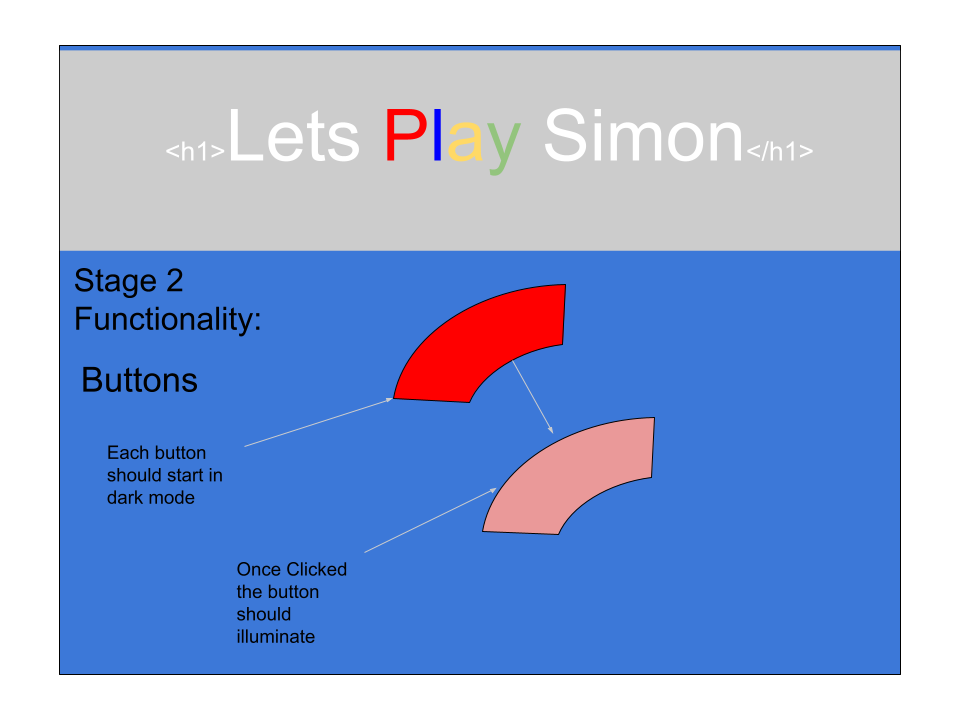 <h1>Lets Play Simon</h1>
Stage 2
Functionality:
Buttons
Each button
should start in
dark mode
Once Clicked
the button
should
illuminate